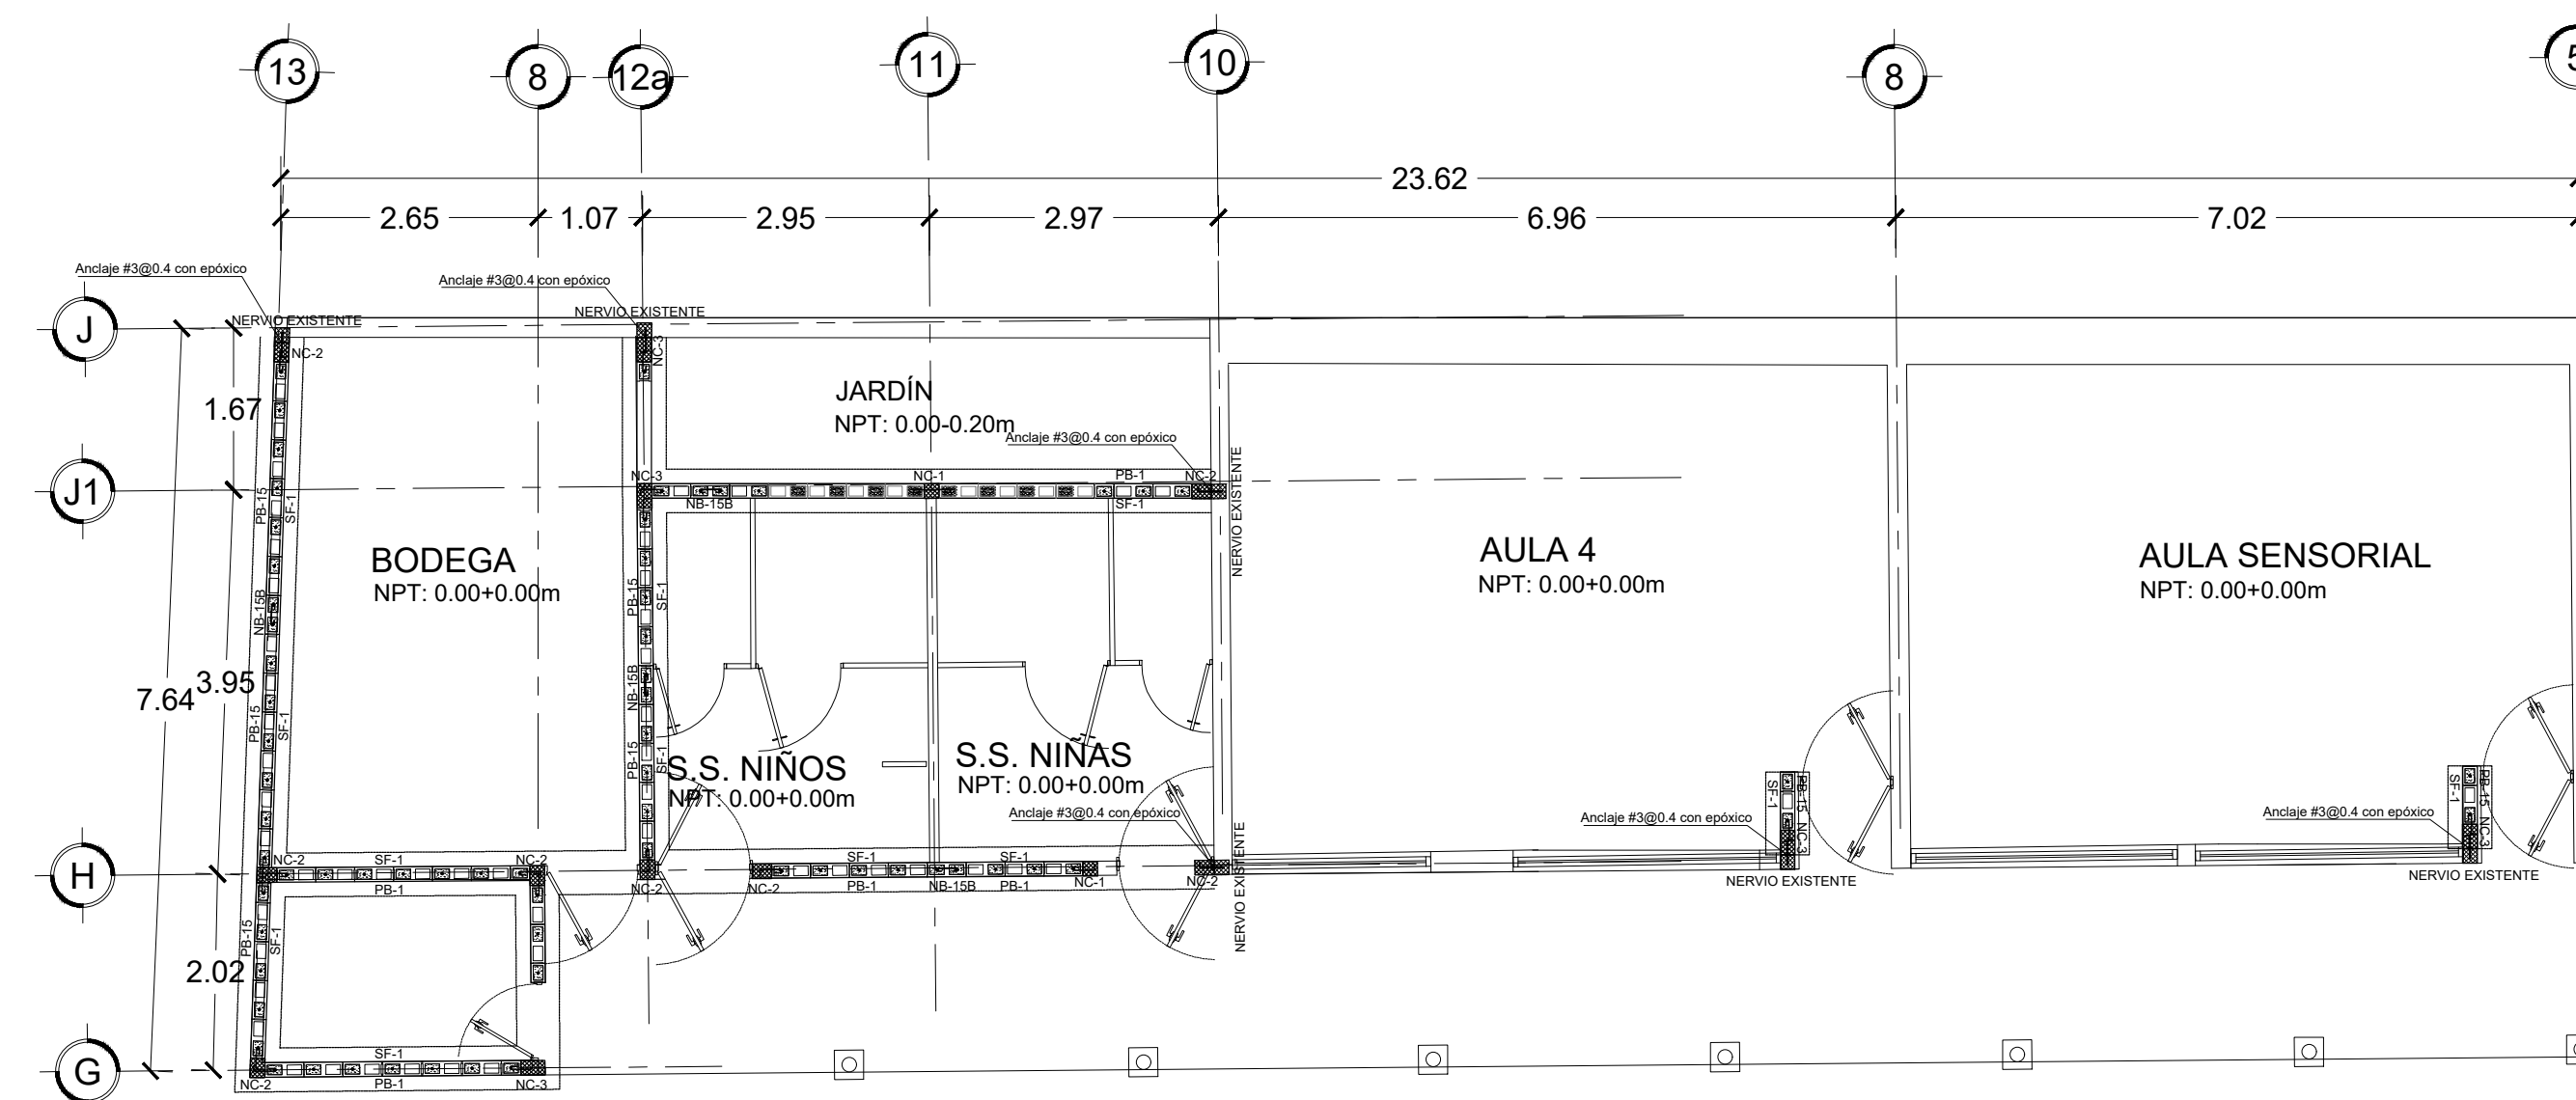 13
8
12a
11
10
8
5
23.62
2.65
1.07
2.95
2.97
6.96
7.02
Anclaje #3@0.4 con epóxico
Anclaje #3@0.4 con epóxico
NERVIO EXISTENTE
NERVIO EXISTENTE
J
NC-2
NC-3
1.67
JARDÍN
NPT: 0.00-0.20m
Anclaje #3@0.4 con epóxico
NERVIO EXISTENTE
J1
NC-3
NC-1
PB-1
NC-2
PB-15
SF-1
NB-15B
SF-1
BODEGA
NPT: 0.00+0.00m
AULA 4
NPT: 0.00+0.00m
AULA SENSORIAL
NPT: 0.00+0.00m
NB-15B
PB-15
SF-1
7.64
3.95
PB-15
SF-1
NB-15B
PB-15
SF-1
S.S. NIÑOS
NPT: 0.00+0.00m
S.S. NIÑAS
NPT: 0.00+0.00m
Anclaje #3@0.4 con epóxico
Anclaje #3@0.4 con epóxico
SF-1
PB-15
NC-3
Anclaje #3@0.4 con epóxico
SF-1
PB-15
NC-3
H
NC-2
SF-1
NC-2
PB-1
NC-2
SF-1
SF-1
NC-2
PB-1
NB-15B
PB-1
NC-1
NC-2
NERVIO EXISTENTE
NERVIO EXISTENTE
NERVIO EXISTENTE
PB-15
SF-1
2.02
G
SF-1
NC-2
PB-1
NC-3